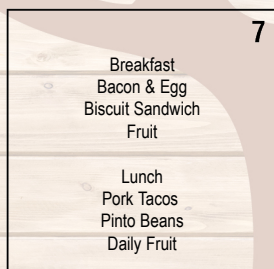 7
Breakfast
Bacon & Egg
Biscuit Sandwich
Fruit
Lunch
Pork Tacos
Pinto Beans
Daily Fruit